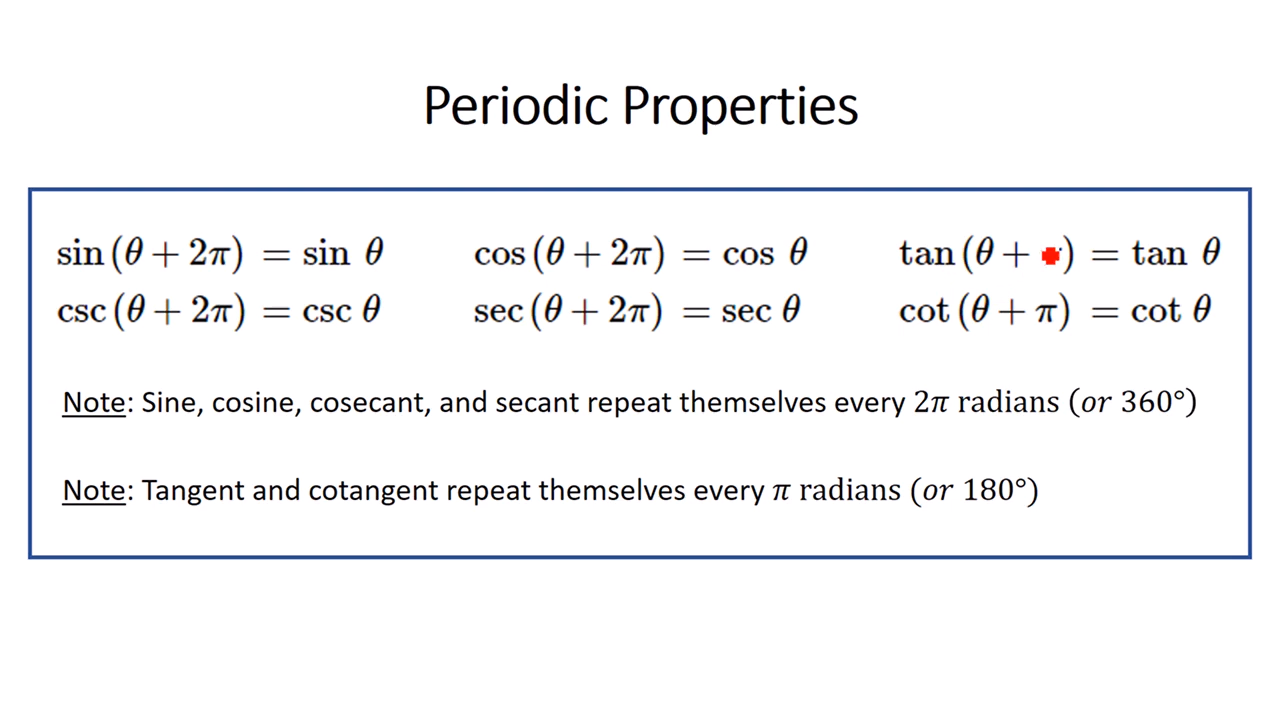 Periodic Properties
sin (θ + 2π) = sin θ cos (θ + 2π) = cos θ tan (θ + ) = tan θ
csc (θ + 2π) = csc θ sec (θ + 2π) = sec θ cot (θ + π) = cot θ
Note: Sine, cosine, cosecant, and secant repeat themselves every 2π radians (or 360°)
Note: Tangent and cotangent repeat themselves every π radians (or 180°)